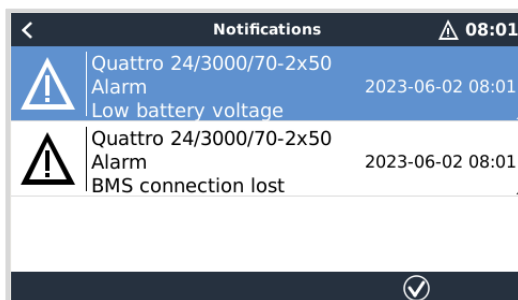 Notifications
08:01
Quattro 24/3000/70-2x50
Alarm
2023-06-02 08:01
Low battery voltage
Quattro 24/3000/70-2x50
Alarm
2023-06-02 08:01
BMS connection lost